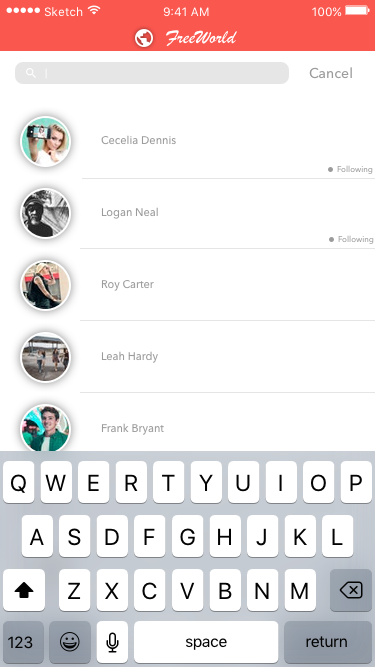 Sketch 9:41 AM 100%
FreeWorld
Cancel
Cecelia Dennis
Following
Logan Neal
Following
Roy Carter
Leah Hardy
Frank Bryant
Q W E R T Y U I O P
A S D F G H J K L
Z X C V B N M
123 space return